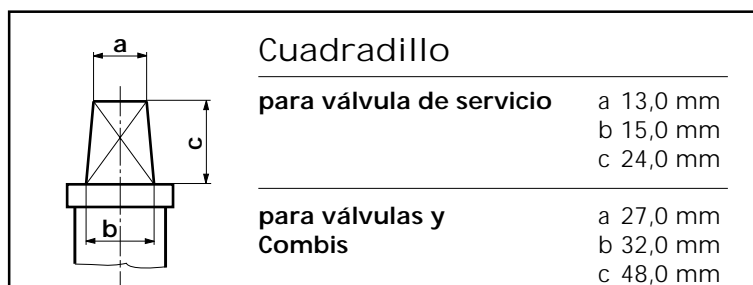 a
c
b
Cuadradillo
para válvula de servicio a 13,0 mm
b 15,0 mm
c 24,0 mm
para válvulas y a 27,0 mm
Combis b 32,0 mm
c 48,0 mm